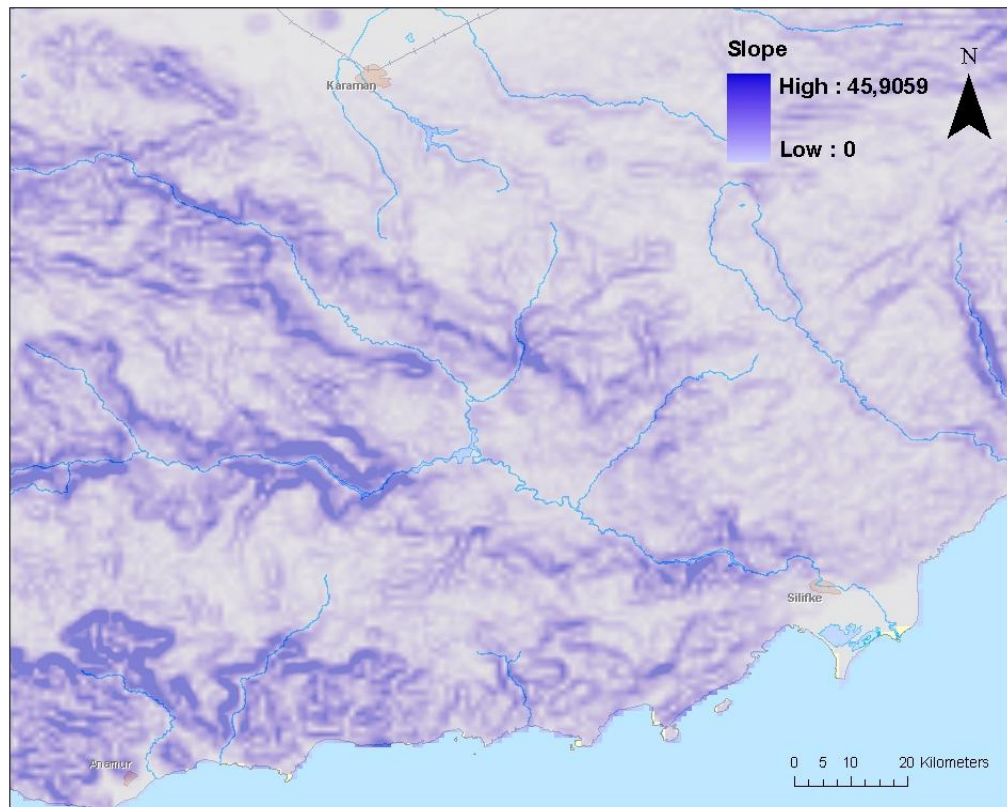 Slope
High : 45,9059
Low : 0
N
Karaman
Silifke
Anamur
0 5 10 20 Kilometers